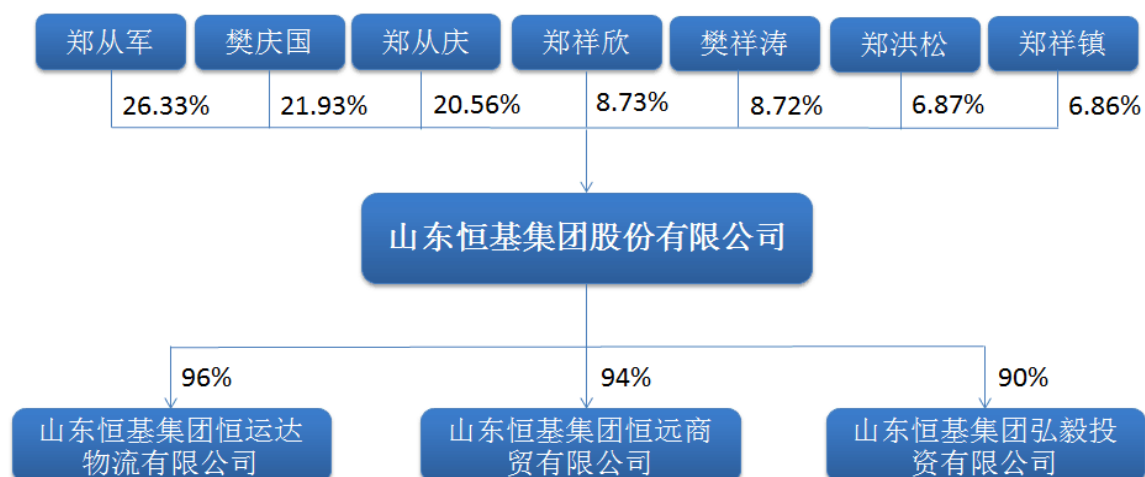 郑从军 樊庆国 郑从庆 郑祥欣 樊祥涛 郑洪松 郑祥镇
26.33% 21.93% 20.56% 8.73% 8.72% 6.87% 6.86%
山东恒基集团股份有限公司
96% 94% 90%
山东恒基集团恒运达
物流有限公司
山东恒基集团恒远商
贸有限公司
山东恒基集团弘毅投
资有限公司